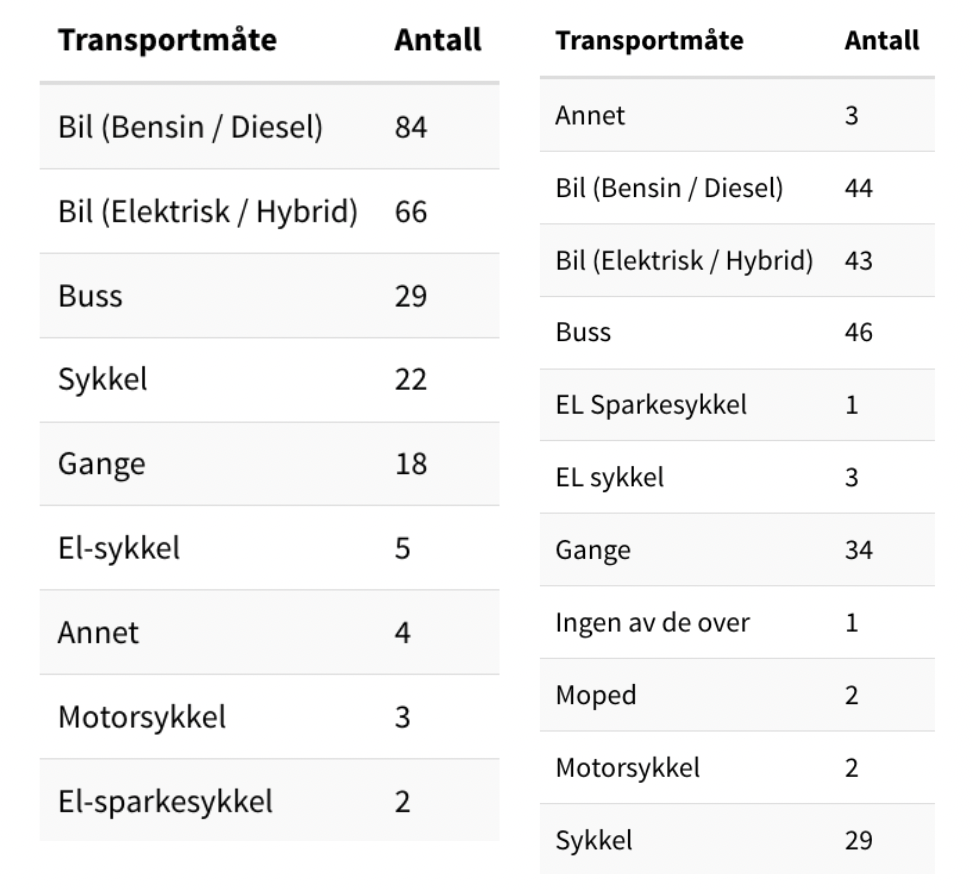 Transportmåte Antall
Bil (Bensin / Diesel) 84
Bil (Elektrisk / Hybrid) 66
Buss 29
Sykkel 22
Gange 18
El-sykkel 5
Annet 4
Motorsykkel 3
El-sparkesykkel 2
Transportmåte Antall
Annet 3
Bil (Bensin / Diesel) 44
Bil (Elektrisk / Hybrid) 43
Buss 46
EL Sparkesykkel 1
EL sykkel 3
Gange 34
Ingen av de over 1
Moped 2
Motorsykkel 2
Sykkel 29